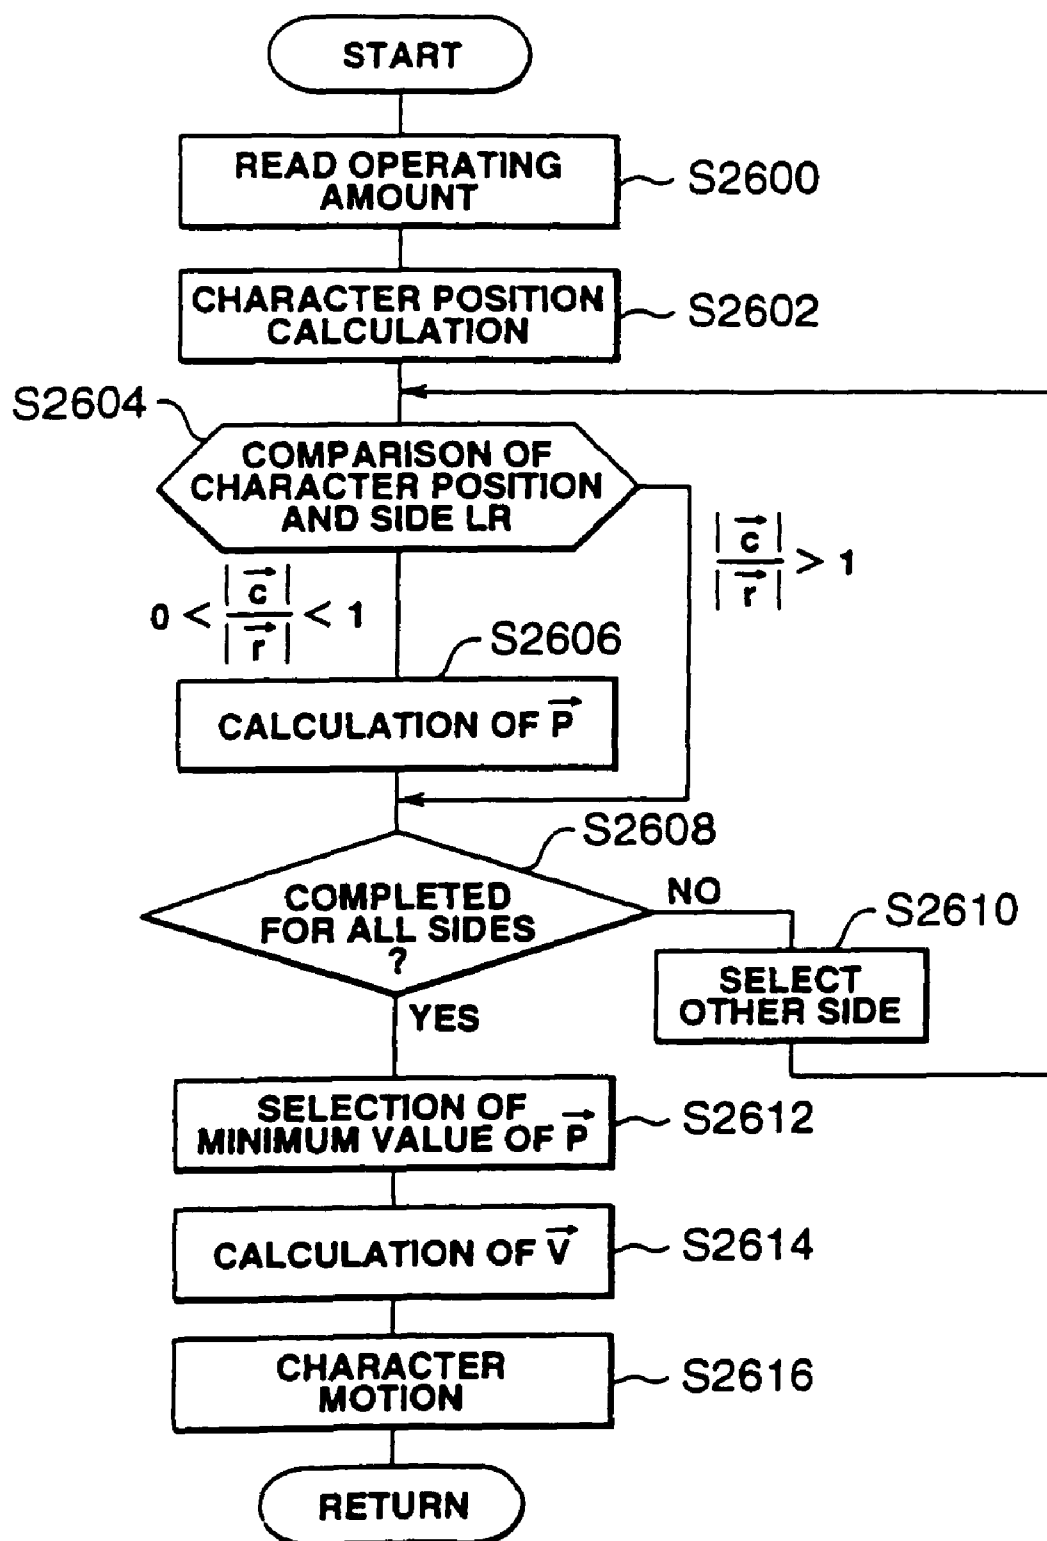 START
READ OPERATING
AMOUNT
S2600
CHARACTER POSITION
CALCULATION
S2602
S2604
COMPARISON OF
CHARACTER POSITION
AND SIDE LR
0 < |c⃗| / |r⃗| < 1
|c⃗| / |r⃗| > 1
S2606
CALCULATION OF P⃗
S2608
COMPLETED
FOR ALL SIDES
?
NO
S2610
SELECT
OTHER SIDE
YES
SELECTION OF
MINIMUM VALUE OF P⃗
S2612
CALCULATION OF V⃗
S2614
CHARACTER
MOTION
S2616
RETURN